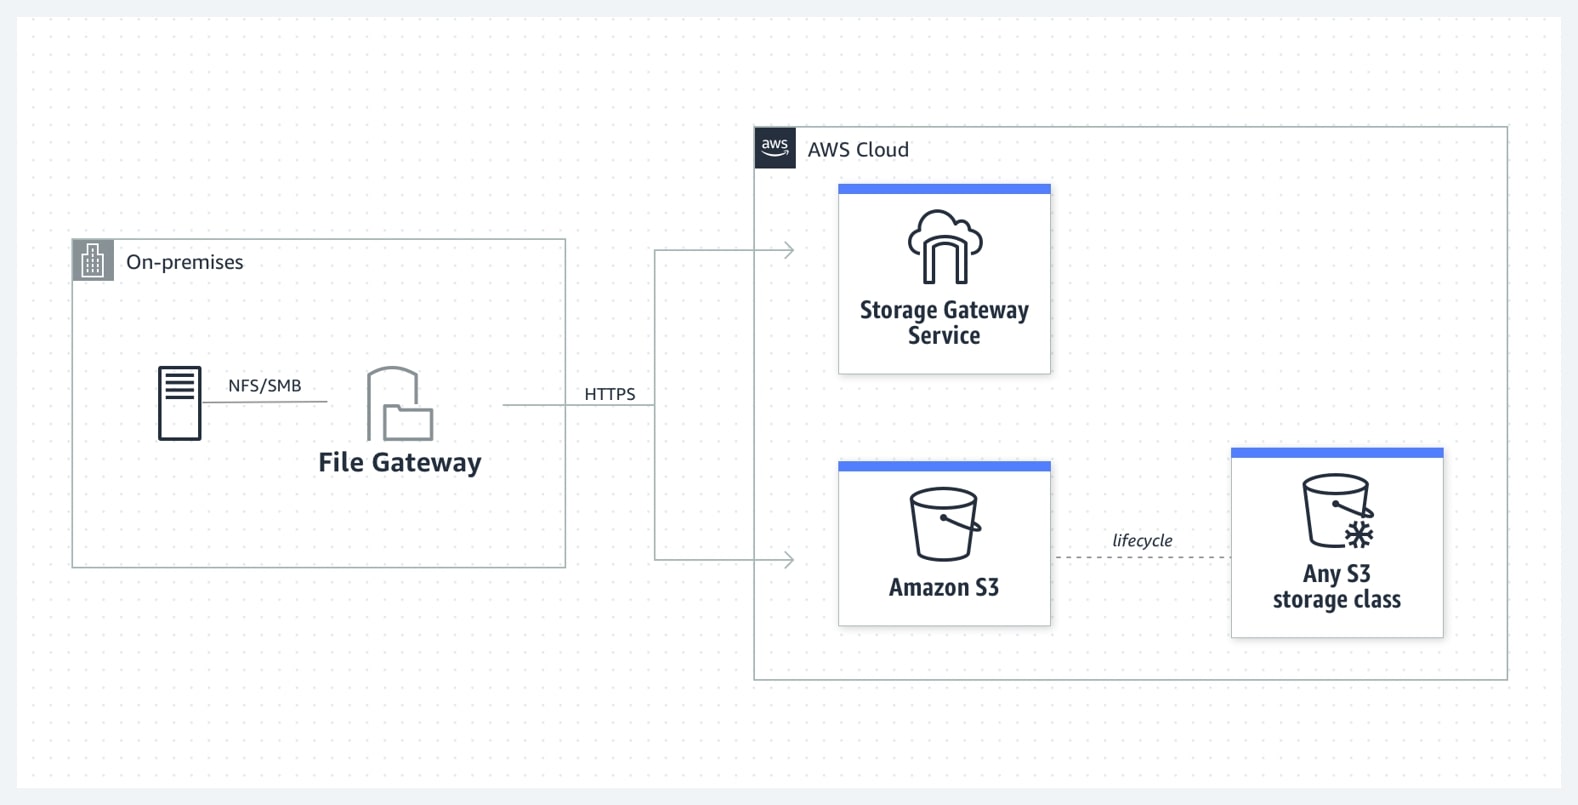 aws
AWS Cloud
Storage Gateway
Service
On-premises
NFS/SMB
File Gateway
HTTPS
Amazon S3
lifecycle
Any S3
storage class